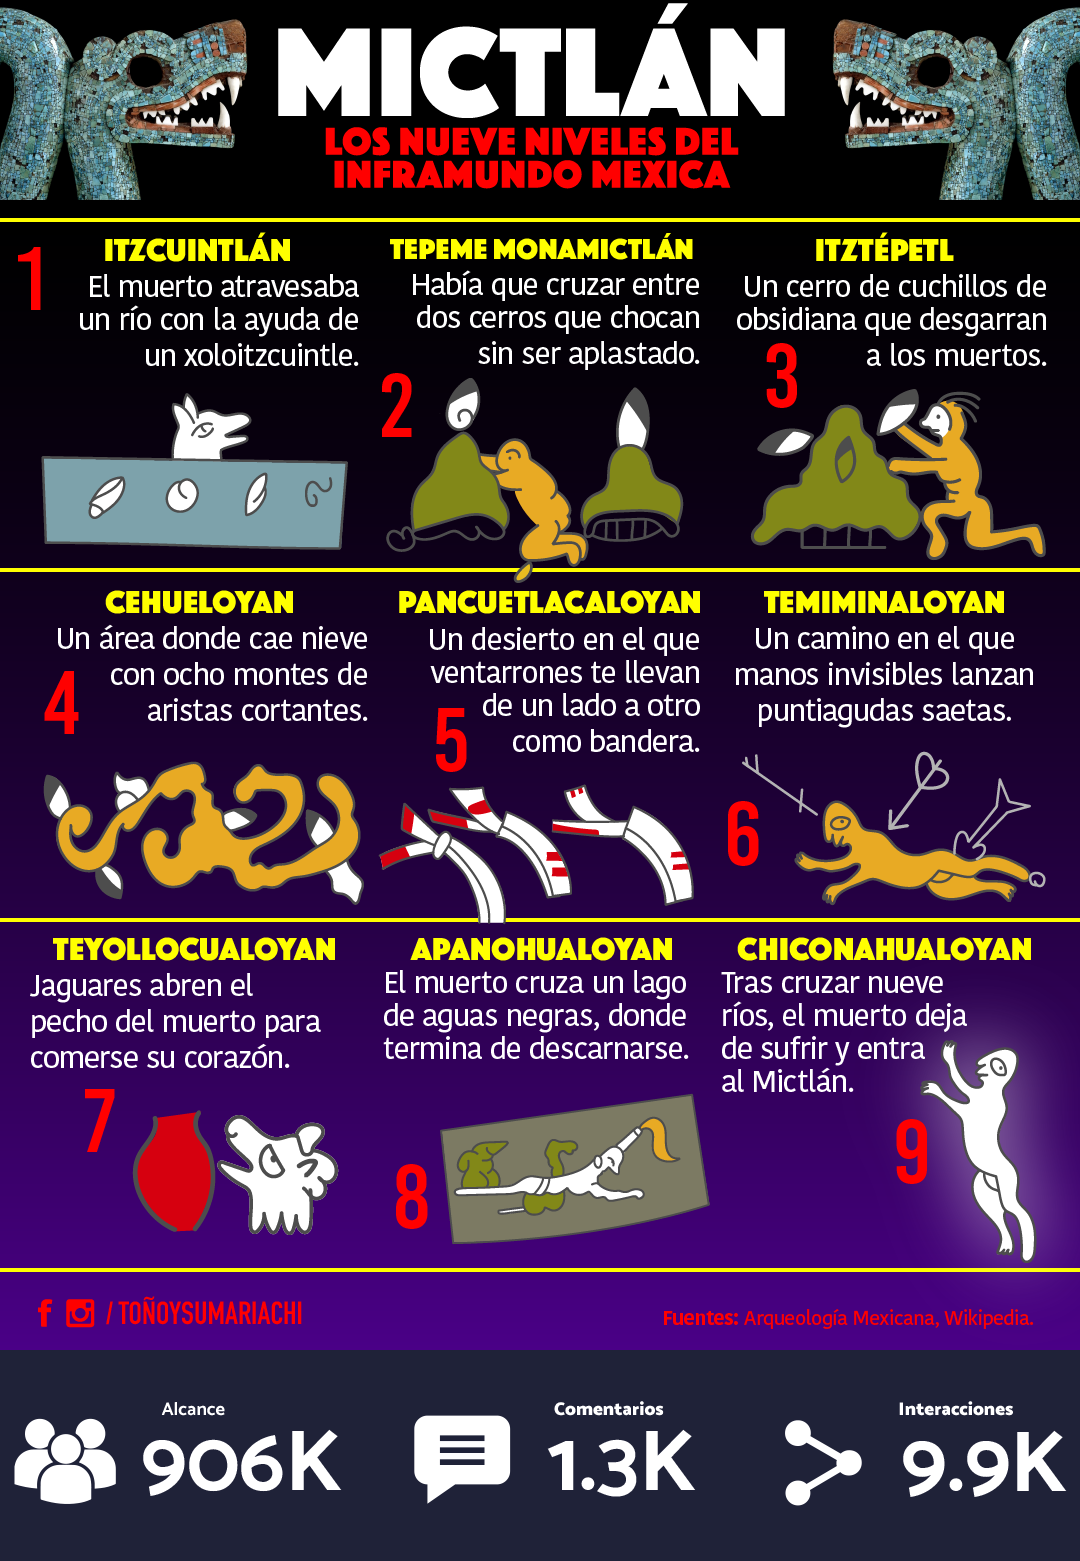 MICTLÁN
LOS NUEVE NIVELES DEL
INFRAMUNDO MEXICA
1
ITZCUINTLÁN
El muerto atravesaba
un río con la ayuda de
un xoloitzcuintle.
TEPEME MONAMICTLÁN
Había que cruzar entre
dos cerros que chocan
sin ser aplastado.
2
ITZTÉPETL
Un cerro de cuchillos de
obsidiana que desgarran
a los muertos.
3
CEHUELOYAN
Un área donde cae nieve
con ocho montes de
aristas cortantes.
4
PANCUETLACALOYAN
Un desierto en el que
ventarrones te llevan
de un lado a otro
como bandera.
5
TEMIMINALOYAN
Un camino en el que
manos invisibles lanzan
puntiagudas saetas.
6
TEYOLLOCUALOYAN
Jaguares abren el
pecho del muerto para
comerse su corazón.
7
APANOHUALOYAN
El muerto cruza un lago
de aguas negras, donde
termina de descarnarse.
8
CHICONAHUALOYAN
Tras cruzar nueve
ríos, el muerto deja
de sufrir y entra
al Mictlán.
9
/ TOÑOYSUMARIACHI
Fuentes: Arqueología Mexicana, Wikipedia.
Alcance
906K
Comentarios
1.3K
Interacciones
9.9K